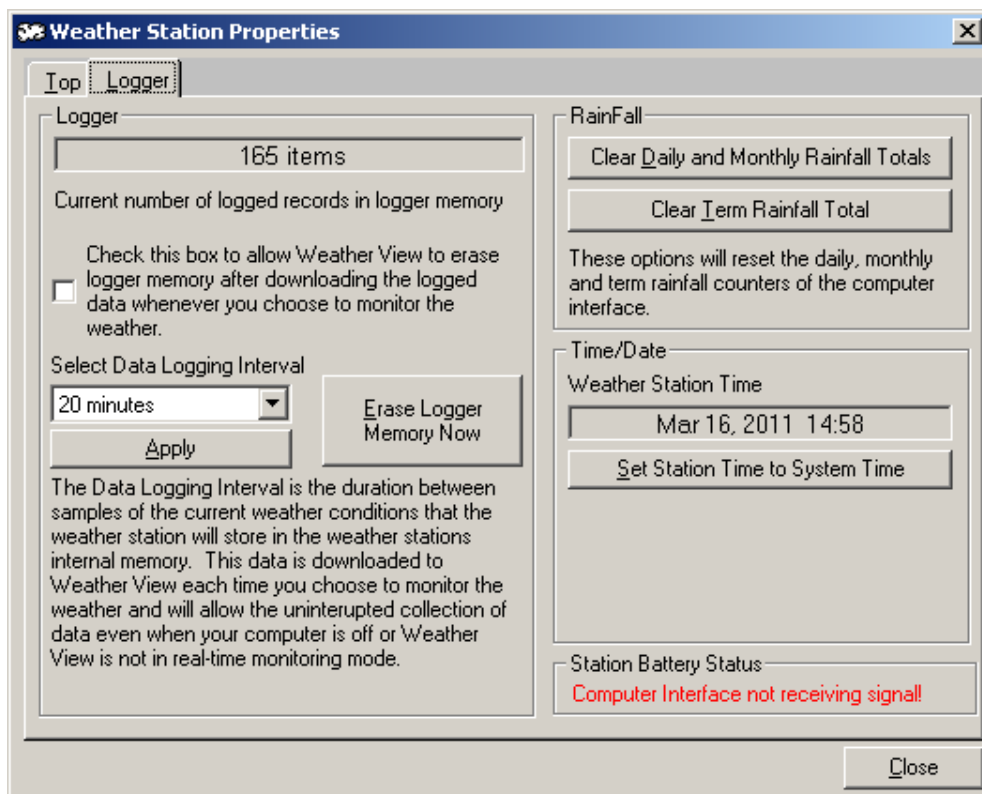 Weather Station Properties
Top
Logger
Logger
165 items
Current number of logged records in logger memory
Check this box to allow Weather View to erase
logger memory after downloading the logged
data whenever you choose to monitor the
weather.
Select Data Logging Interval
20 minutes
Apply
Erase Logger
Memory Now
The Data Logging Interval is the duration between
samples of the current weather conditions that the
weather station will store in the weather stations
internal memory.  This data is downloaded to
Weather View each time you choose to monitor the
weather and will allow the uninterupted collection of
data even when your computer is off or Weather
View is not in real-time monitoring mode.
RainFall
Clear Daily and Monthly Rainfall Totals
Clear Term Rainfall Total
These options will reset the daily, monthly
and term rainfall counters of the computer
interface.
Time/Date
Weather Station Time
Mar 16, 2011  14:58
Set Station Time to System Time
Station Battery Status
Computer Interface not receiving signal!
Close